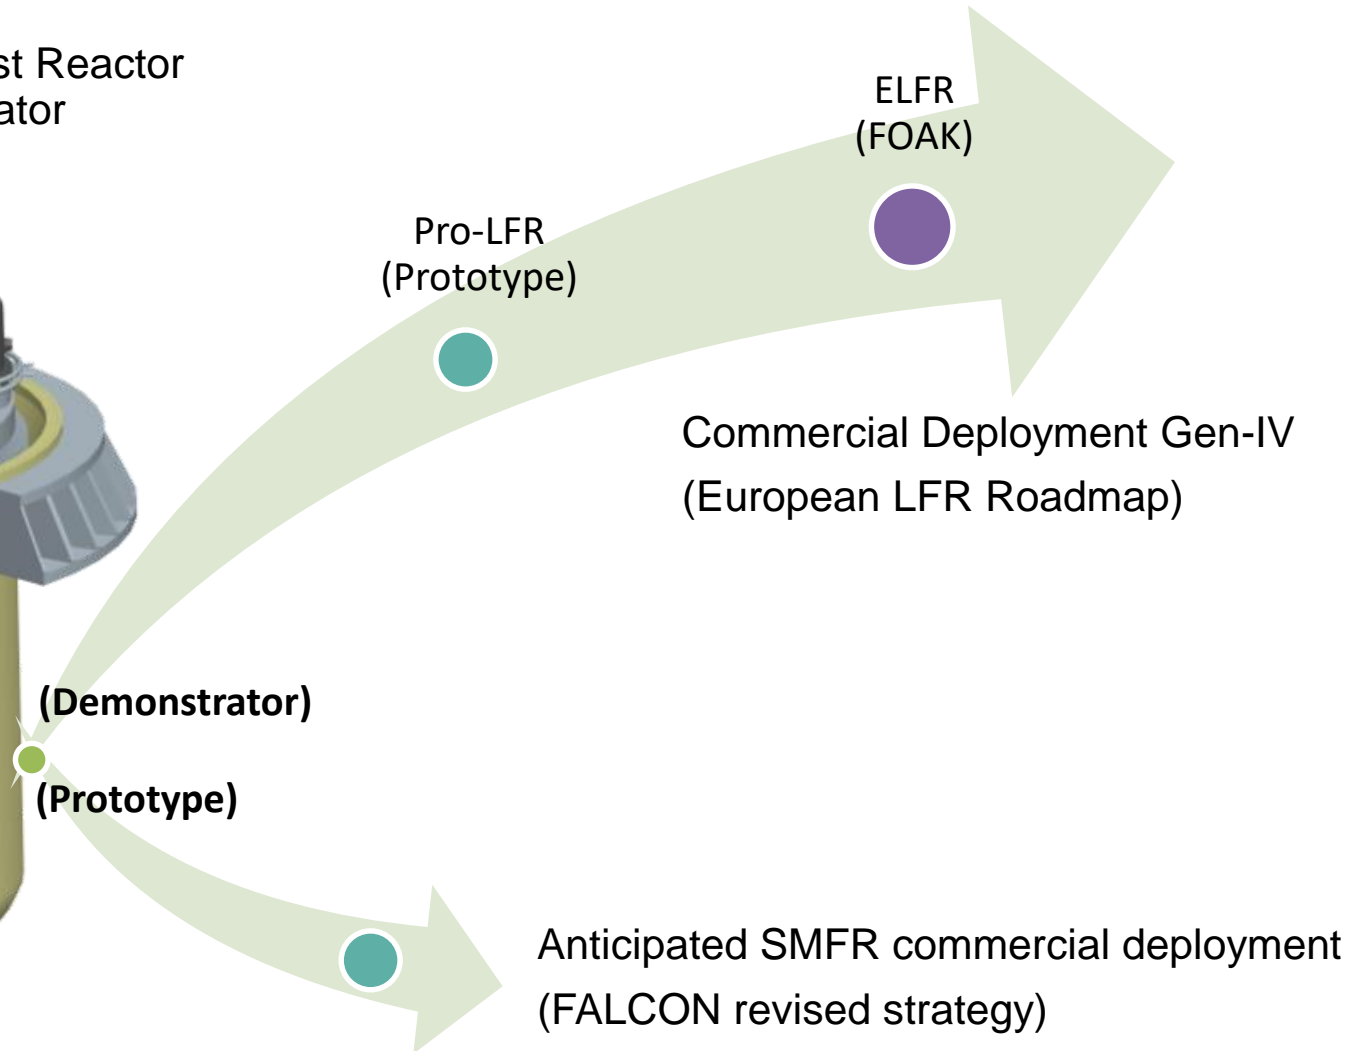 st Reactor
ator
ELFR
(FOAK)
Pro-LFR
(Prototype)
Commercial Deployment Gen-IV
(European LFR Roadmap)
(Demonstrator)
(Prototype)
Anticipated SMFR commercial deployment
(FALCON revised strategy)